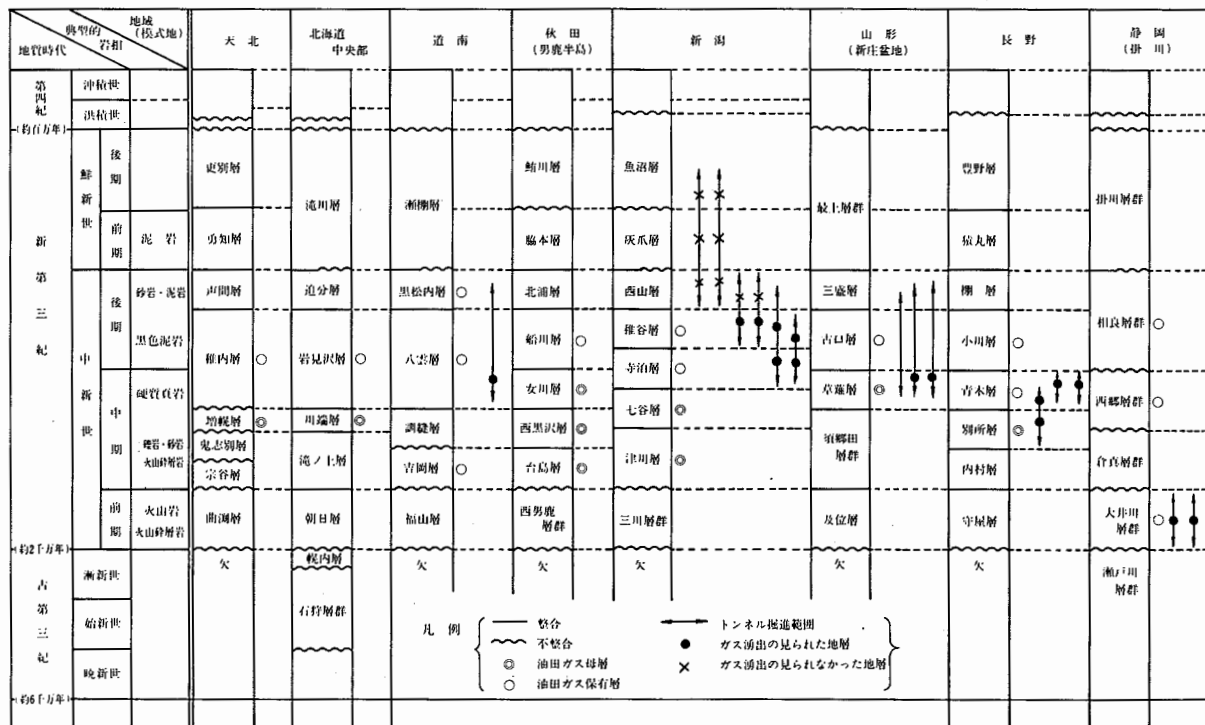 地域
(模式地)
典型的
岩相
地質時代
天北
北海道
中央部
道南
秋田
(男鹿半島)
新潟
山形
(新庄盆地)
長野
静岡
(掛川)
第四紀
沖積世
洪積世
(約百万年)
新第三紀
鮮新世
後期
更別層
滝川層
瀬棚層
鮪川層
魚沼層
最上層群
豊野層
掛川層群
前期
泥岩
勇知層
脇本層
灰爪層
猿丸層
中新世
後期
砂岩・泥岩
声問層
追分層
黒松内層
北浦層
西山層
三盛層
柵層
相良層群
黒色泥岩
稚内層
岩見沢層
八雲層
船川層
椎谷層
古口層
小川層
寺泊層
中期
硬質頁岩
女川層
草薙層
青木層
西郷層群
七谷層
増幌層
川端層
訓縫層
西黒沢層
須郷田
層群
別所層
礫岩・砂岩
火山砕屑岩
鬼志別層
滝ノ上層
津川層
倉真層群
宗谷層
吉岡層
台島層
内村層
前期
火山岩
火山砕屑岩
曲渕層
朝日層
福山層
西男鹿
層群
三川層群
及位層
守屋層
大井川
層群
(約2千万年)
古第三紀
漸新世
欠
幌内層
欠
欠
欠
欠
欠
瀬戸川
層群
始新世
石狩層群
暁新世
(約6千万年)
凡例
整合
不整合
油田ガス母層
油田ガス保有層
トンネル掘進範囲
ガス湧出の見られた地層
ガス湧出の見られなかった地層